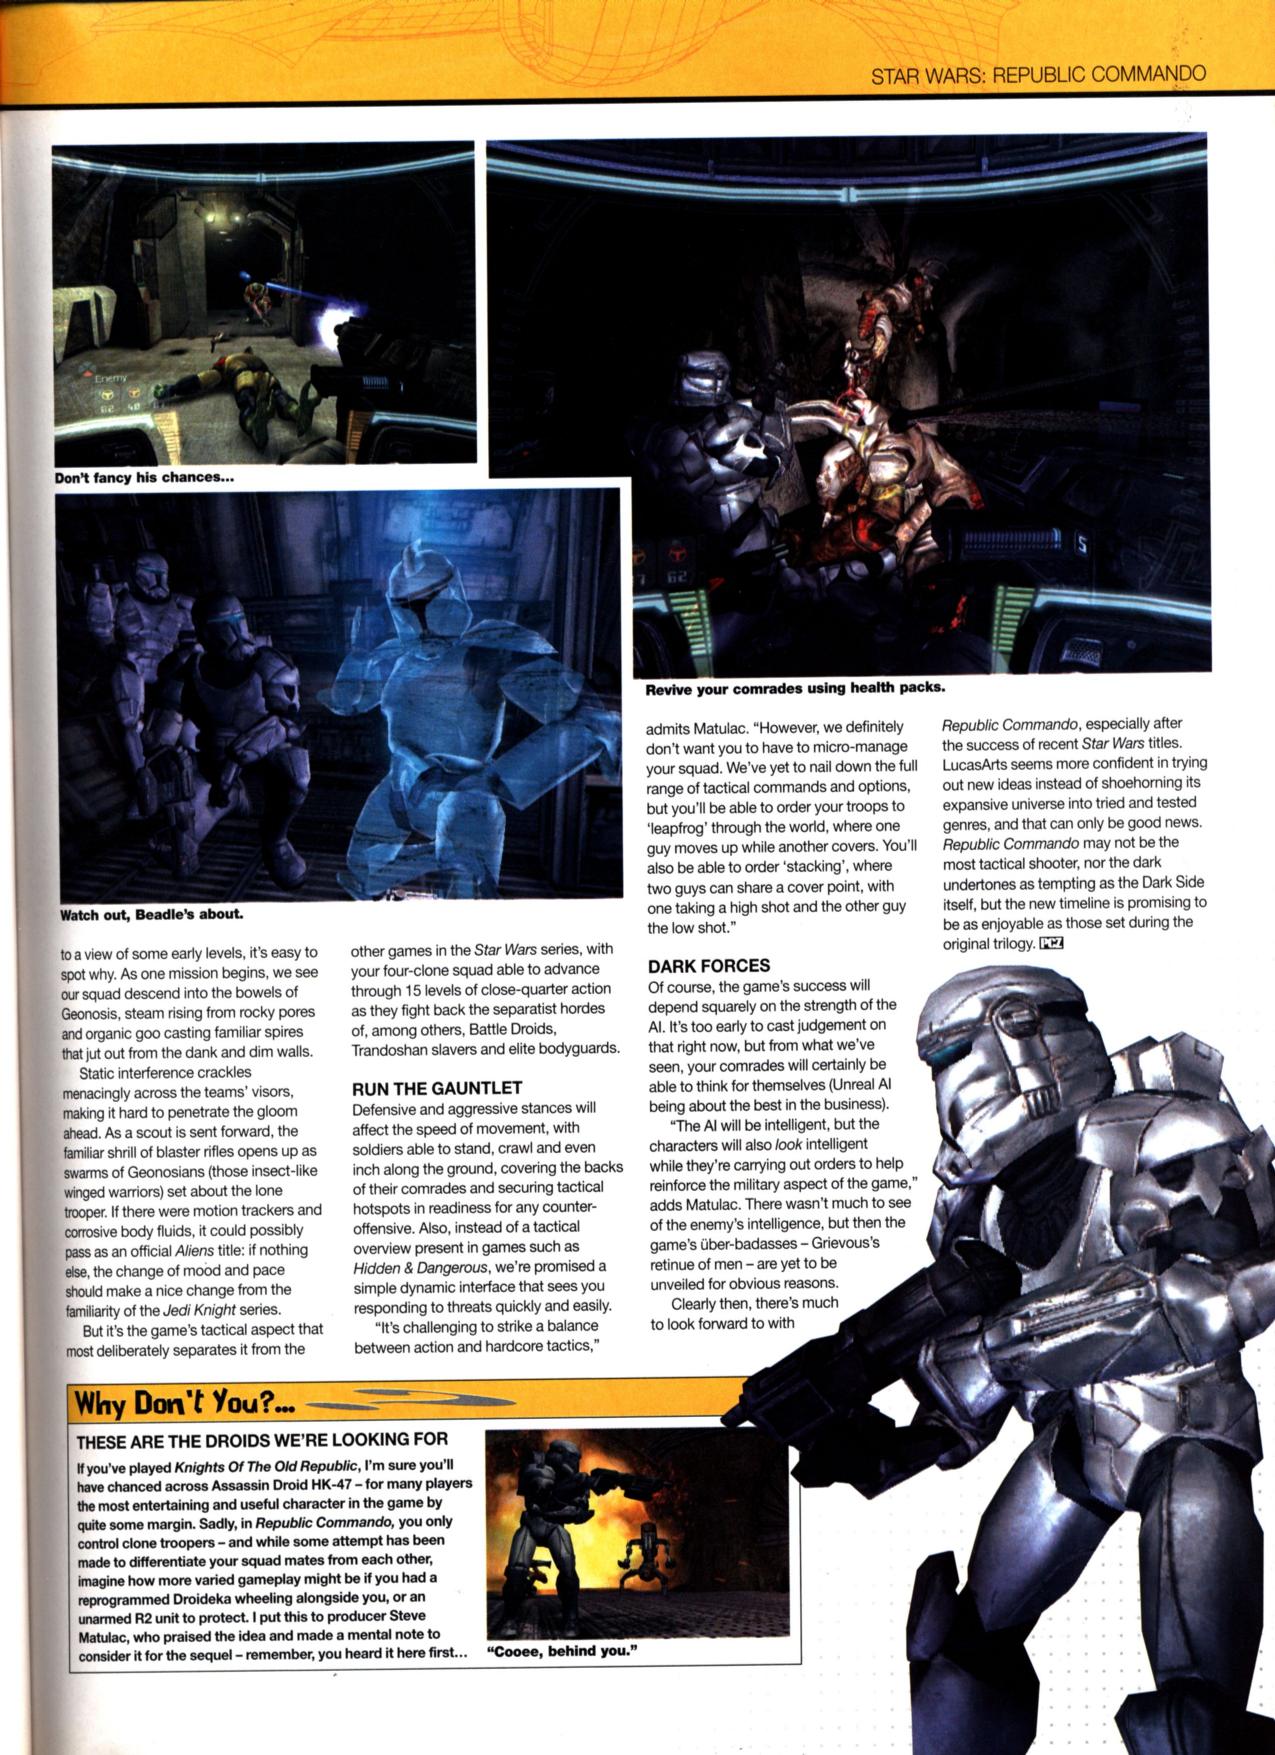 STAR WARS: REPUBLIC COMMANDO
Enemy
62 40
Don't fancy his chances...
5
62
Revive your comrades using health packs.
Watch out, Beadle's about.
to a view of some early levels, it's easy to
spot why. As one mission begins, we see
our squad descend into the bowels of
Geonosis, steam rising from rocky pores
and organic goo casting familiar spires
that jut out from the dank and dim walls.
Static interference crackles
menacingly across the teams' visors,
making it hard to penetrate the gloom
ahead. As a scout is sent forward, the
familiar shrill of blaster rifles opens up as
swarms of Geonosians (those insect-like
winged warriors) set about the lone
trooper. If there were motion trackers and
corrosive body fluids, it could possibly
pass as an official Aliens title: if nothing
else, the change of mood and pace
should make a nice change from the
familiarity of the Jedi Knight series.
But it's the game's tactical aspect that
most deliberately separates it from the
other games in the Star Wars series, with
your four-clone squad able to advance
through 15 levels of close-quarter action
as they fight back the separatist hordes
of, among others, Battle Droids,
Trandoshan slavers and elite bodyguards.
RUN THE GAUNTLET
Defensive and aggressive stances will
affect the speed of movement, with
soldiers able to stand, crawl and even
inch along the ground, covering the backs
of their comrades and securing tactical
hotspots in readiness for any counter-
offensive. Also, instead of a tactical
overview present in games such as
Hidden & Dangerous, we're promised a
simple dynamic interface that sees you
responding to threats quickly and easily.
"It's challenging to strike a balance
between action and hardcore tactics,"
admits Matulac. "However, we definitely
don't want you to have to micro-manage
your squad. We've yet to nail down the full
range of tactical commands and options,
but you'll be able to order your troops to
'leapfrog' through the world, where one
guy moves up while another covers. You'll
also be able to order 'stacking', where
two guys can share a cover point, with
one taking a high shot and the other guy
the low shot."
DARK FORCES
Of course, the game's success will
depend squarely on the strength of the
AI. It's too early to cast judgement on
that right now, but from what we've
seen, your comrades will certainly be
able to think for themselves (Unreal AI
being about the best in the business).
"The AI will be intelligent, but the
characters will also look intelligent
while they're carrying out orders to help
reinforce the military aspect of the game,"
adds Matulac. There wasn't much to see
of the enemy's intelligence, but then the
game's über-badasses – Grievous's
retinue of men – are yet to be
unveiled for obvious reasons.
Clearly then, there's much
to look forward to with
Republic Commando, especially after
the success of recent Star Wars titles.
LucasArts seems more confident in trying
out new ideas instead of shoehorning its
expansive universe into tried and tested
genres, and that can only be good news.
Republic Commando may not be the
most tactical shooter, nor the dark
undertones as tempting as the Dark Side
itself, but the new timeline is promising to
be as enjoyable as those set during the
original trilogy. PCZ
Why Don't You?...
THESE ARE THE DROIDS WE'RE LOOKING FOR
If you've played Knights Of The Old Republic, I'm sure you'll
have chanced across Assassin Droid HK-47 – for many players
the most entertaining and useful character in the game by
quite some margin. Sadly, in Republic Commando, you only
control clone troopers – and while some attempt has been
made to differentiate your squad mates from each other,
imagine how more varied gameplay might be if you had a
reprogrammed Droideka wheeling alongside you, or an
unarmed R2 unit to protect. I put this to producer Steve
Matulac, who praised the idea and made a mental note to
consider it for the sequel – remember, you heard it here first...
"Cooee, behind you."